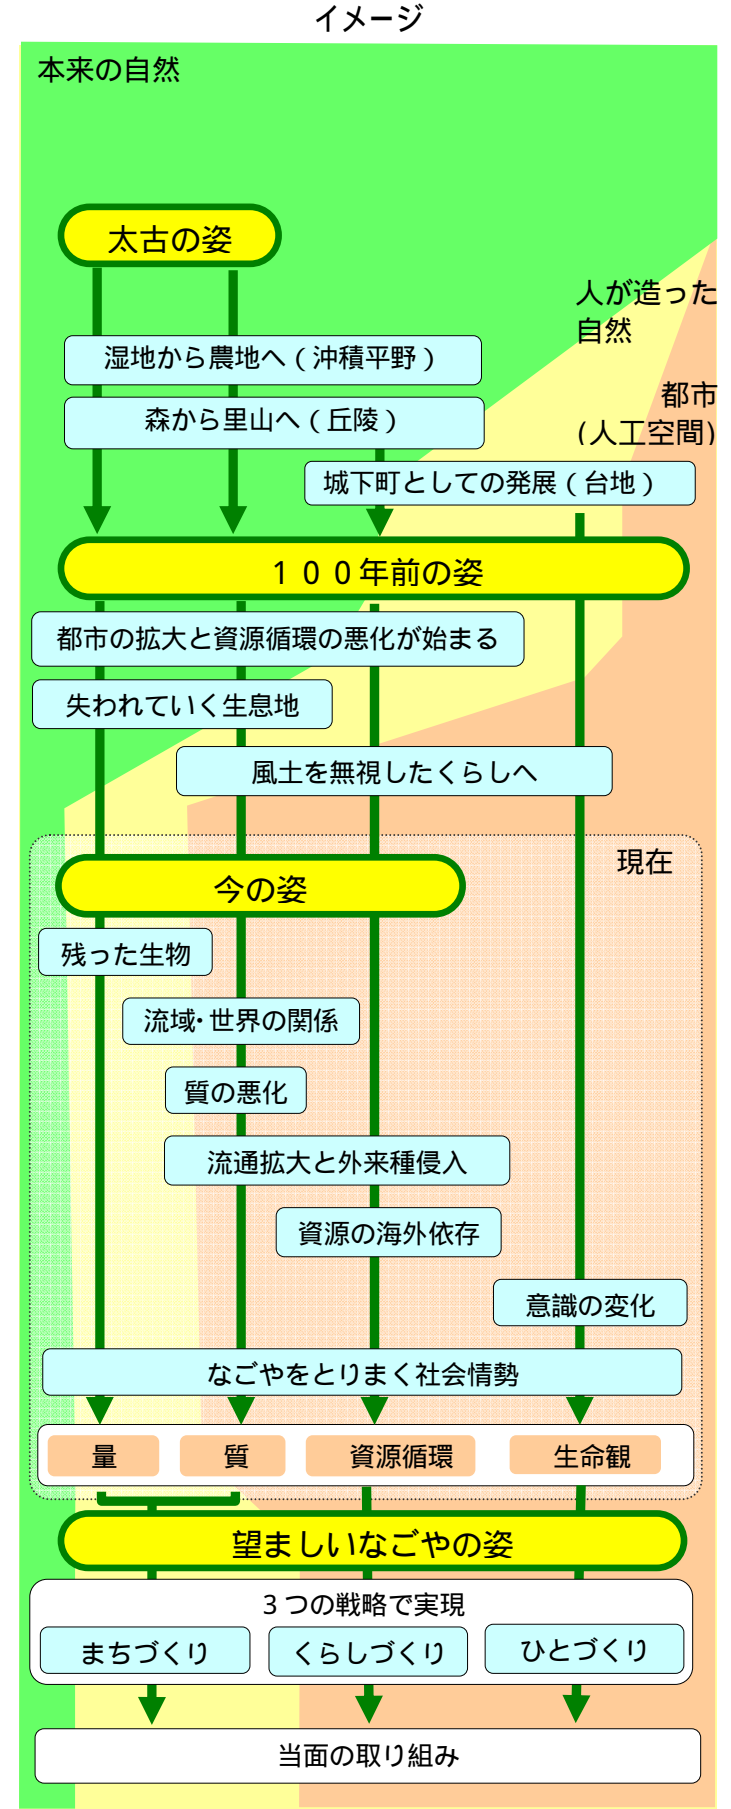 イメージ
本来の自然
太古の姿
人が造った
自然
湿地から農地へ（沖積平野）
都市
(人工空間)
森から里山へ（丘陵）
城下町としての発展（台地）
１００年前の姿
都市の拡大と資源循環の悪化が始まる
失われていく生息地
風土を無視したくらしへ
現在
今の姿
残った生物
流域・世界の関係
質の悪化
流通拡大と外来種侵入
資源の海外依存
意識の変化
なごやをとりまく社会情勢
量 質 資源循環 生命観
望ましいなごやの姿
３つの戦略で実現
まちづくり くらしづくり ひとづくり
当面の取り組み